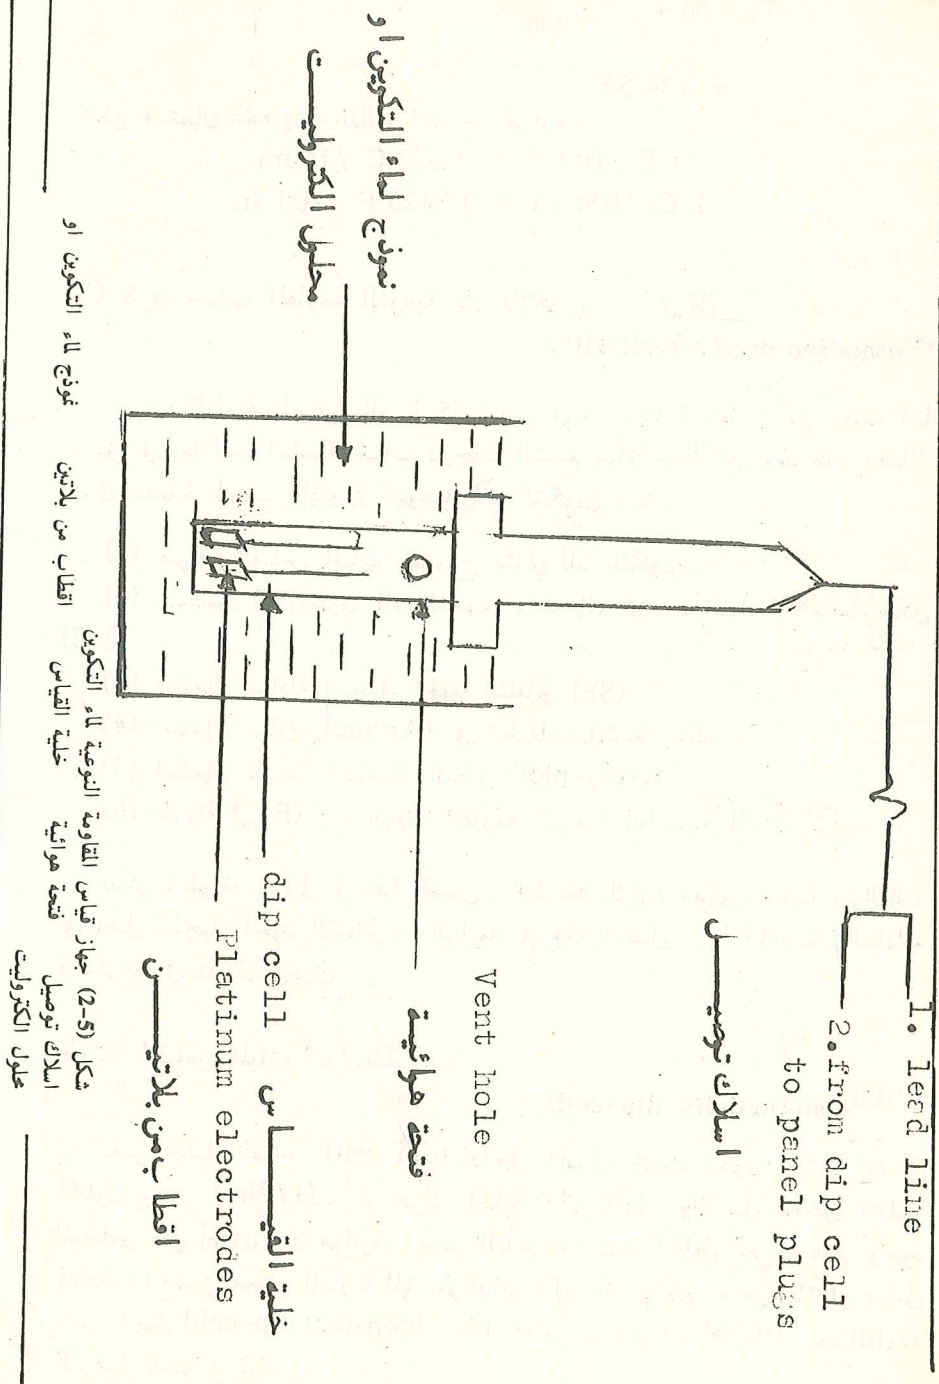 1. lead line
2. from dip cell
to panel plugs
اسلاك توصيل
Vent hole
فتحة هوائية
dip cell
خلية القياس
Platinum electrodes
اقطاب من بلاتين
نموذج لماء التكوين او
محلول الكتروليت
شكل (5-2) جهاز قياس المقاومة النوعية لماء التكوين
اسلاك توصيل فتحة هوائية خلية القياس اقطاب من بلاتين نموذج لماء التكوين او
محلول الكتروليت